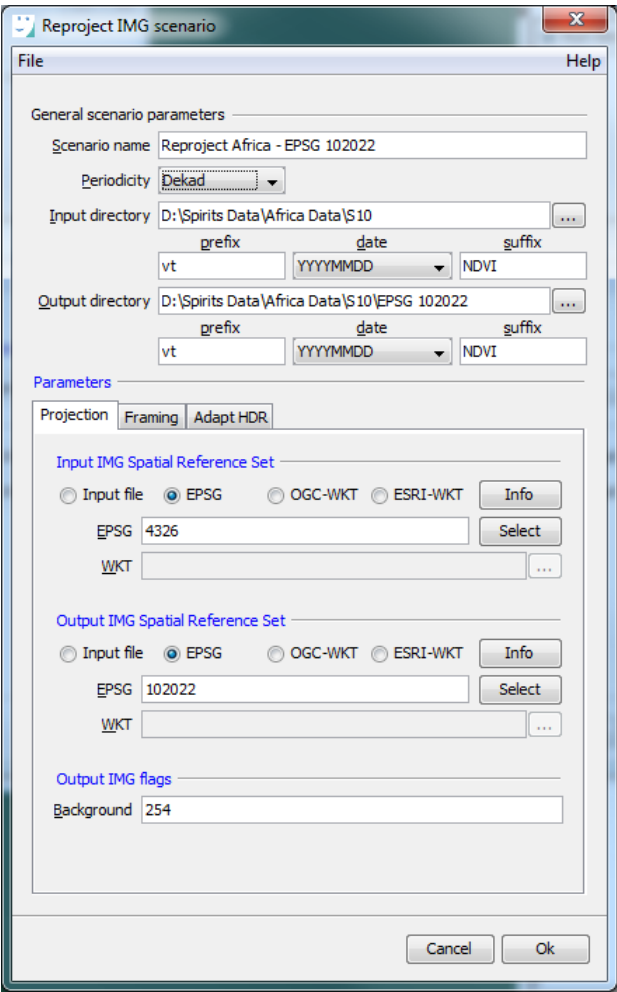 Reproject IMG scenario
File Help
General scenario parameters
Scenario name Reproject Africa - EPSG 102022
Periodicity Dekad
Input directory D:\Spirits Data\Africa Data\S10 ...
prefix date suffix
vt YYYYMMDD NDVI
Output directory D:\Spirits Data\Africa Data\S10\EPSG 102022 ...
prefix date suffix
vt YYYYMMDD NDVI
Parameters
Projection Framing Adapt HDR
Input IMG Spatial Reference Set
Input file EPSG OGC-WKT ESRI-WKT Info
EPSG 4326 Select
WKT ...
Output IMG Spatial Reference Set
Input file EPSG OGC-WKT ESRI-WKT Info
EPSG 102022 Select
WKT ...
Output IMG flags
Background 254
Cancel Ok